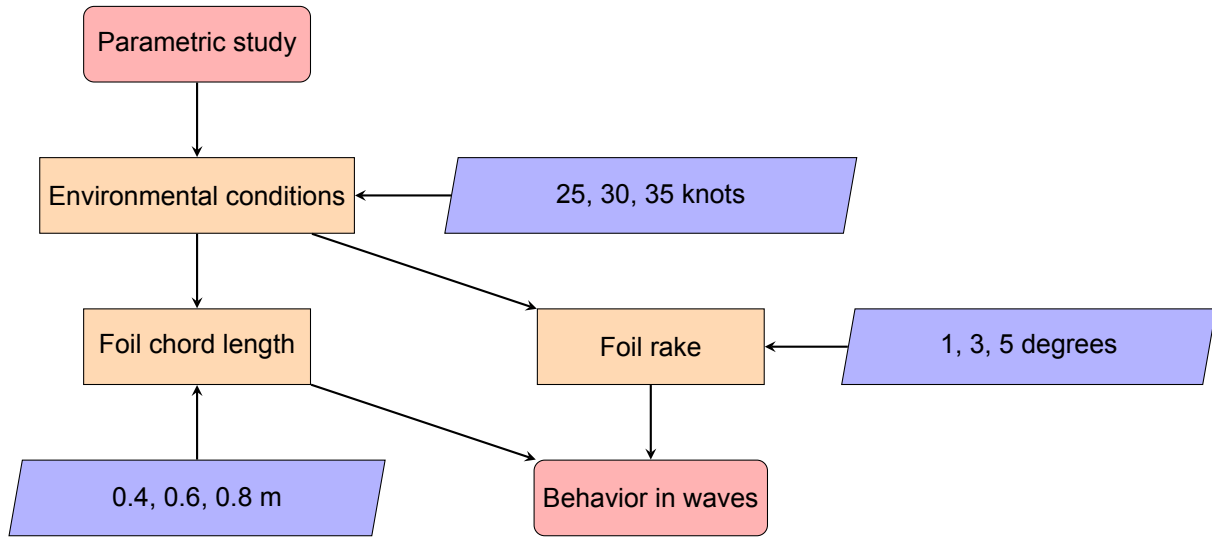 Parametric study
Environmental conditions
25, 30, 35 knots
Foil chord length
Foil rake
1, 3, 5 degrees
0.4, 0.6, 0.8 m
Behavior in waves